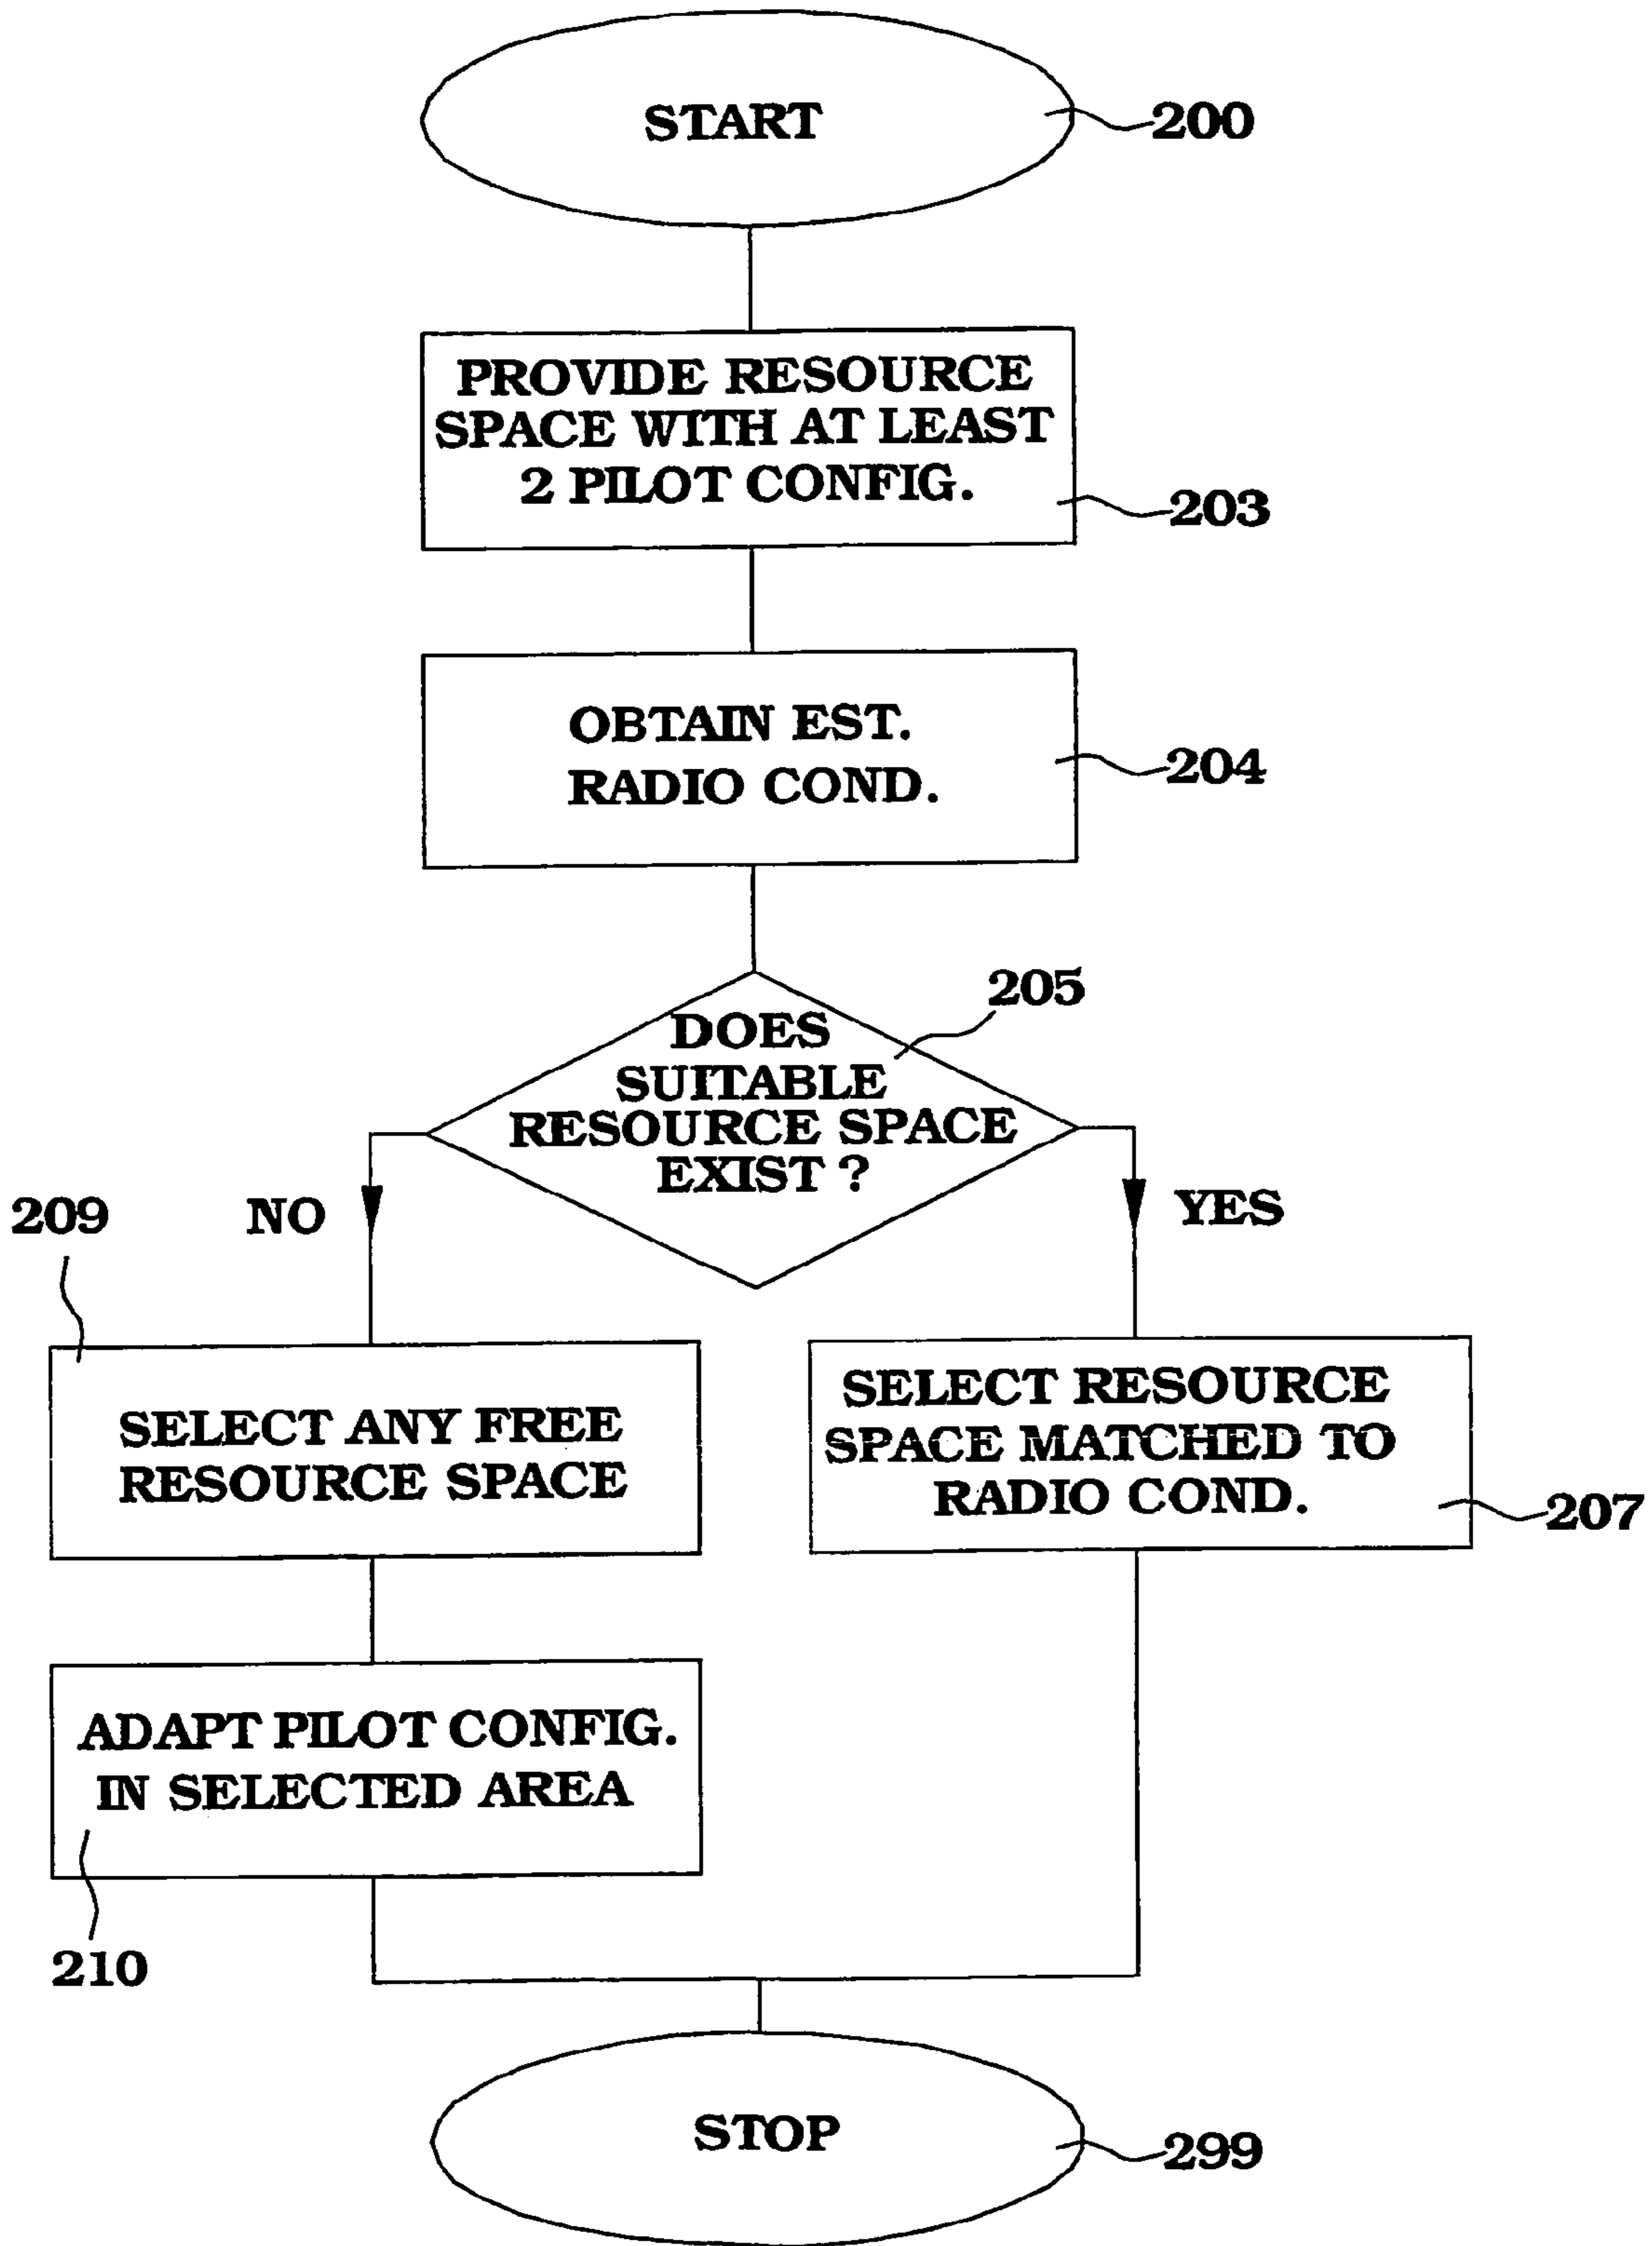 START
200
PROVIDE RESOURCE
SPACE WITH AT LEAST
2 PILOT CONFIG.
203
OBTAIN EST.
RADIO COND.
204
205
DOES
SUITABLE
RESOURCE SPACE
EXIST ?
209
NO
YES
SELECT ANY FREE
RESOURCE SPACE
SELECT RESOURCE
SPACE MATCHED TO
RADIO COND.
207
ADAPT PILOT CONFIG.
IN SELECTED AREA
210
STOP
299